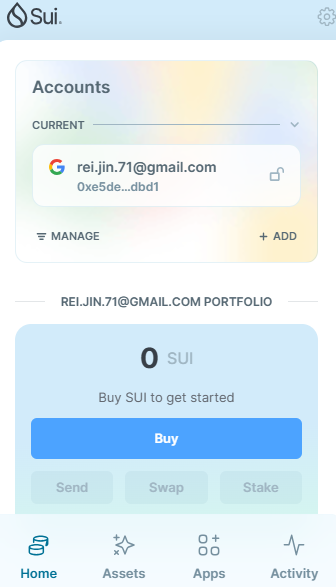 Sui
Accounts
CURRENT
rei.jin.71@gmail.com
0xe5de…dbd1
MANAGE
ADD
REI.JIN.71@GMAIL.COM PORTFOLIO
0 SUI
Buy SUI to get started
Buy
Send Swap Stake
Home Assets Apps Activity